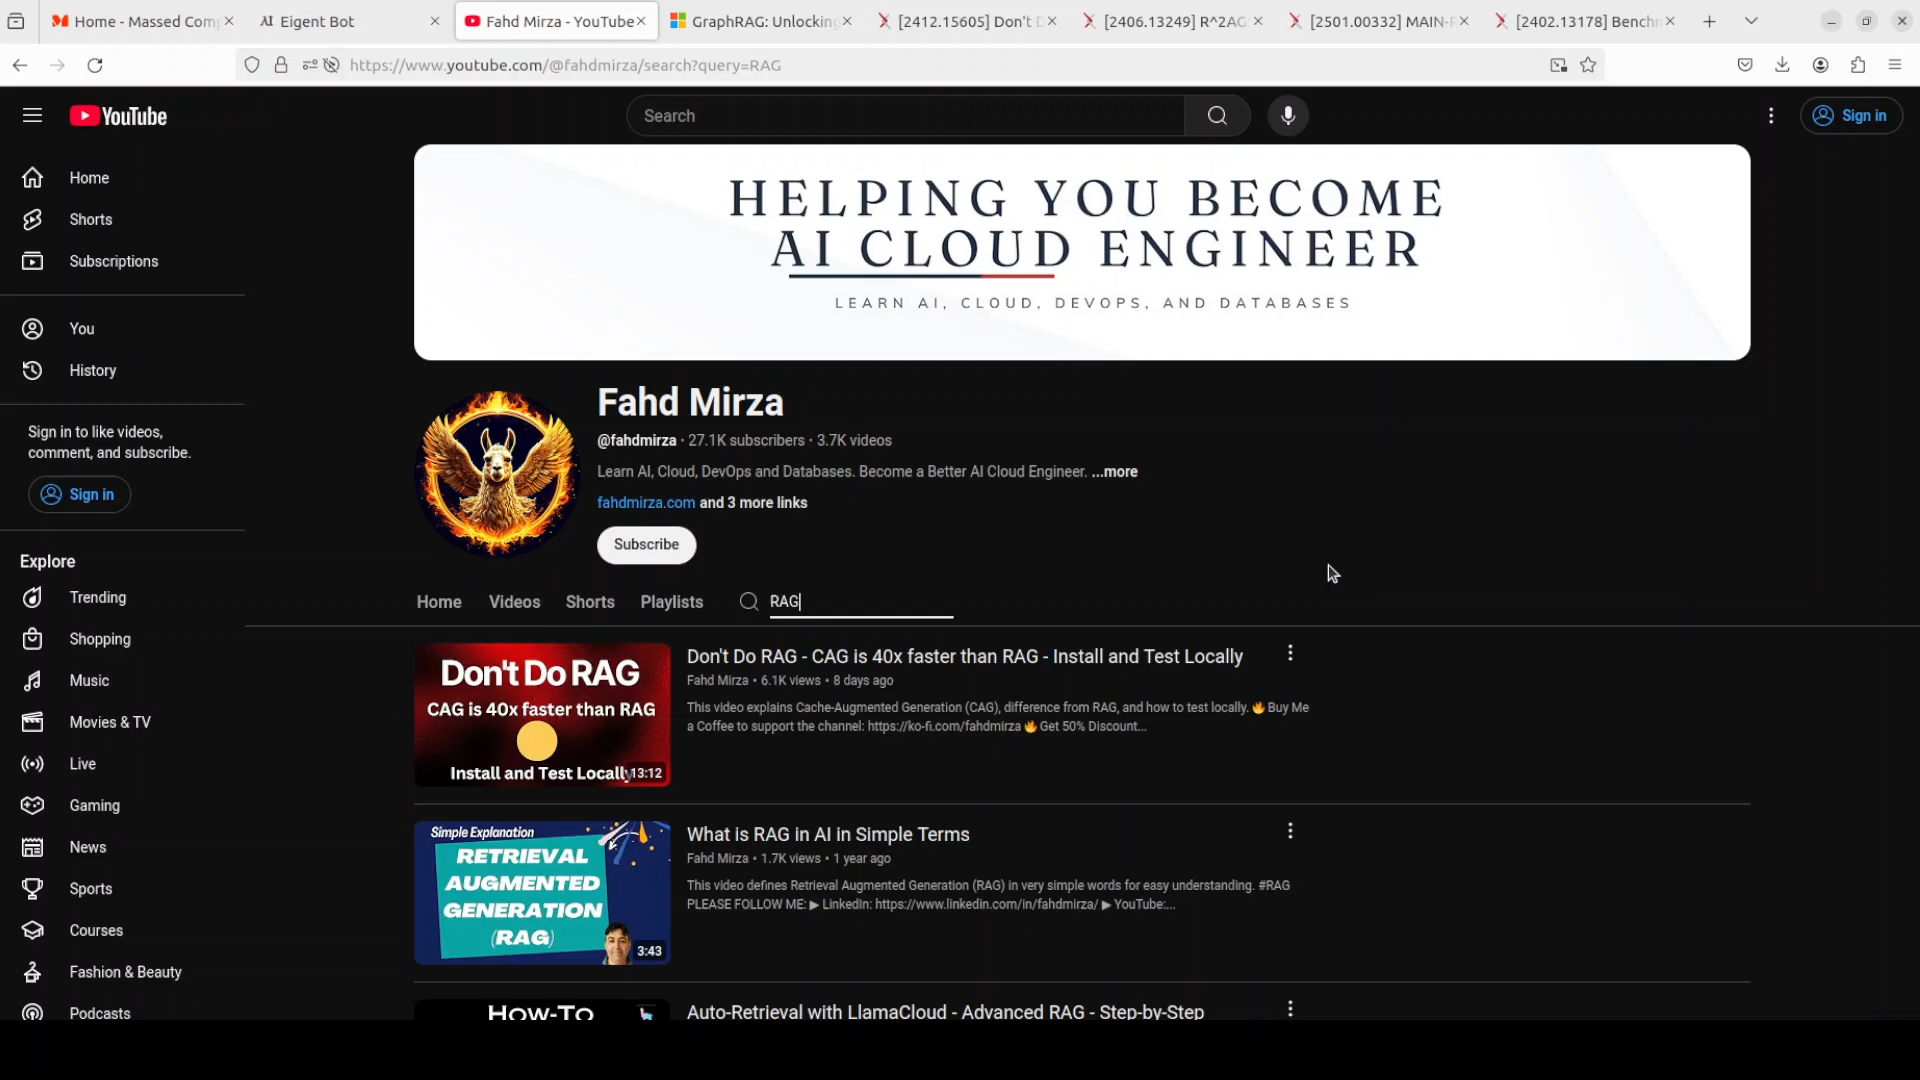 Home - Massed Comp
Eigent Bot
Fahd Mirza - YouTube
GraphRAG: Unlocking
[2412.15605] Don't D
[2406.13249] R^2AG
[2501.00332] MAIN-R
[2402.13178] Benchm
https://www.youtube.com/@fahdmirza/search?query=RAG
YouTube
Search
Sign in
Home
Shorts
Subscriptions
You
History
Sign in to like videos,
comment, and subscribe.
Sign in
Explore
Trending
Shopping
Music
Movies & TV
Live
Gaming
News
Sports
Courses
Fashion & Beauty
Podcasts
HELPING YOU BECOME
AI CLOUD ENGINEER
LEARN AI, CLOUD, DEVOPS, AND DATABASES
Fahd Mirza
@fahdmirza · 27.1K subscribers · 3.7K videos
Learn AI, Cloud, DevOps and Databases. Become a Better AI Cloud Engineer. ...more
fahdmirza.com and 3 more links
Subscribe
Home Videos Shorts Playlists RAG
Don't Do RAG
CAG is 40x faster than RAG
Install and Test Locally
13:12
Don't Do RAG - CAG is 40x faster than RAG - Install and Test Locally
Fahd Mirza • 6.1K views • 8 days ago
This video explains Cache-Augmented Generation (CAG), difference from RAG, and how to test locally. 🔥 Buy Me
a Coffee to support the channel: https://ko-fi.com/fahdmirza 🔥 Get 50% Discount...
Simple Explanation
RETRIEVAL
AUGMENTED
GENERATION
(RAG)
3:43
What is RAG in AI in Simple Terms
Fahd Mirza • 1.7K views • 1 year ago
This video defines Retrieval Augmented Generation (RAG) in very simple words for easy understanding. #RAG
PLEASE FOLLOW ME: ▶ LinkedIn: https://www.linkedin.com/in/fahdmirza/ ▶ YouTube:...
How-To
Auto-Retrieval with LlamaCloud - Advanced RAG - Step-by-Step